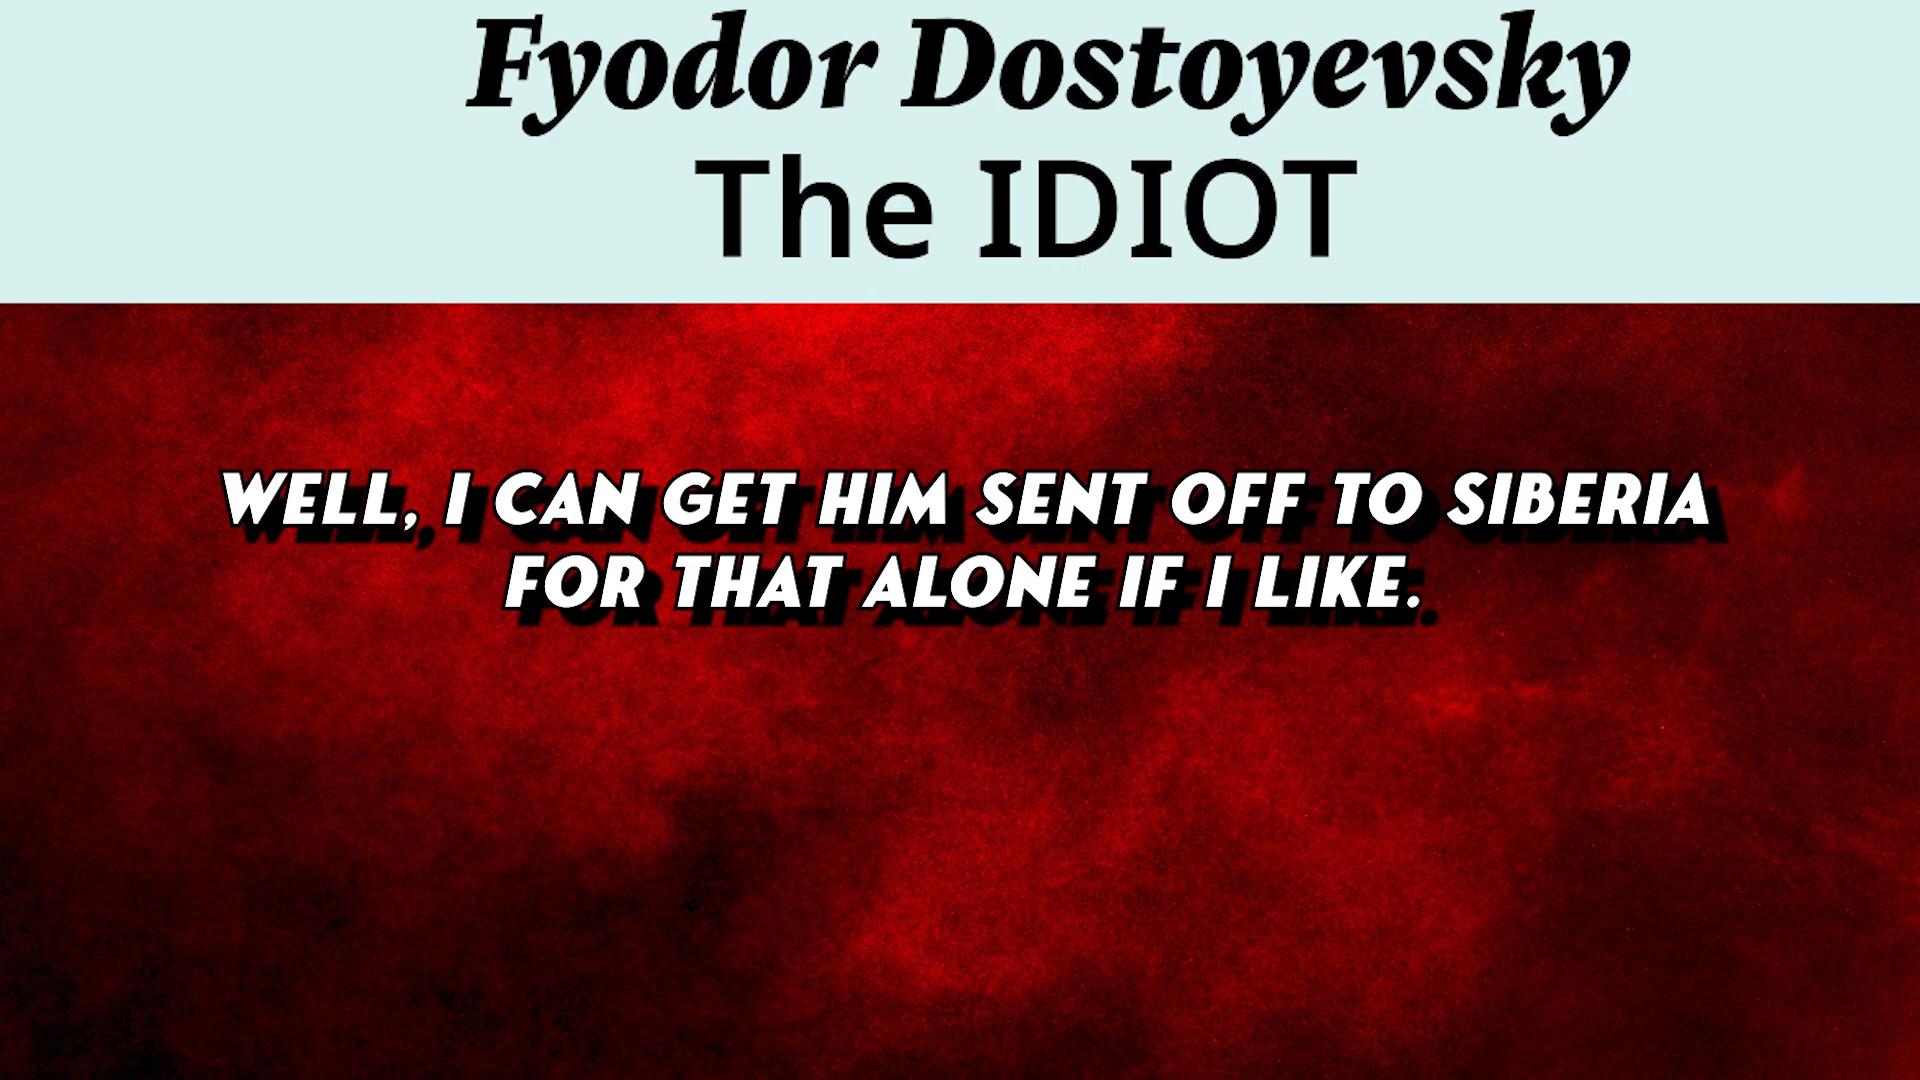 Fyodor Dostoyevsky
The IDIOT
WELL, I CAN GET HIM SENT OFF TO SIBERIA
FOR THAT ALONE IF I LIKE.